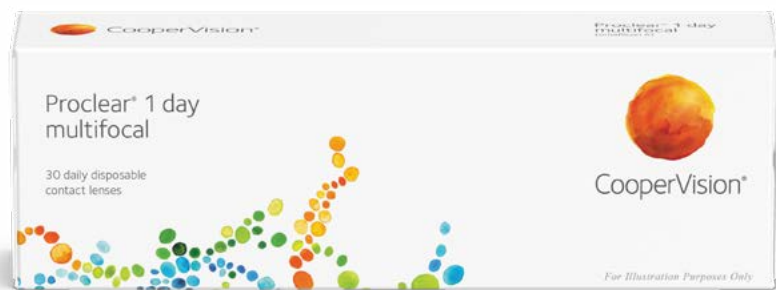 CooperVision®
Proclear® 1 day
multifocal
Proclear® 1 day
multifocal
30 daily disposable
contact lenses
CooperVision®
For Illustration Purposes Only